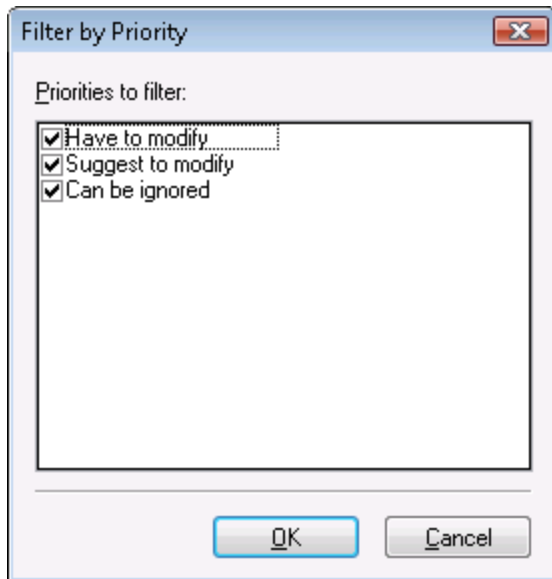 Filter by Priority
Priorities to filter:
Have to modify
Suggest to modify
Can be ignored
OK
Cancel